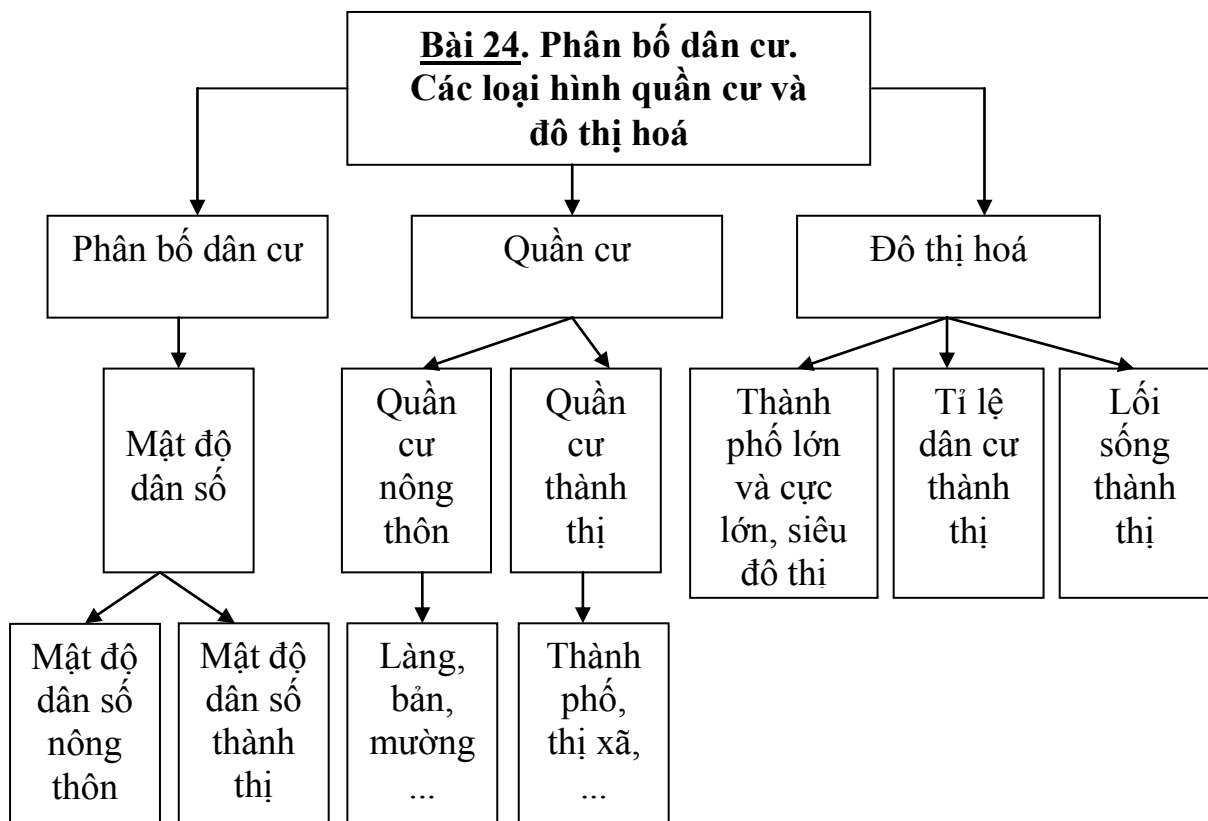 Bài 24. Phân bố dân cư.
Các loại hình quần cư và
đô thị hoá
Phân bố dân cư
Quần cư
Đô thị hoá
Mật độ
dân số
Quần
cư
nông
thôn
Quần
cư
thành
thị
Thành
phố lớn
và cực
lớn, siêu
đô thị
Tỉ lệ
dân cư
thành
thị
Lối
sống
thành
thị
Mật độ
dân số
nông
thôn
Mật độ
dân số
thành
thị
Làng,
bản,
mường
...
Thành
phố,
thị xã,
...